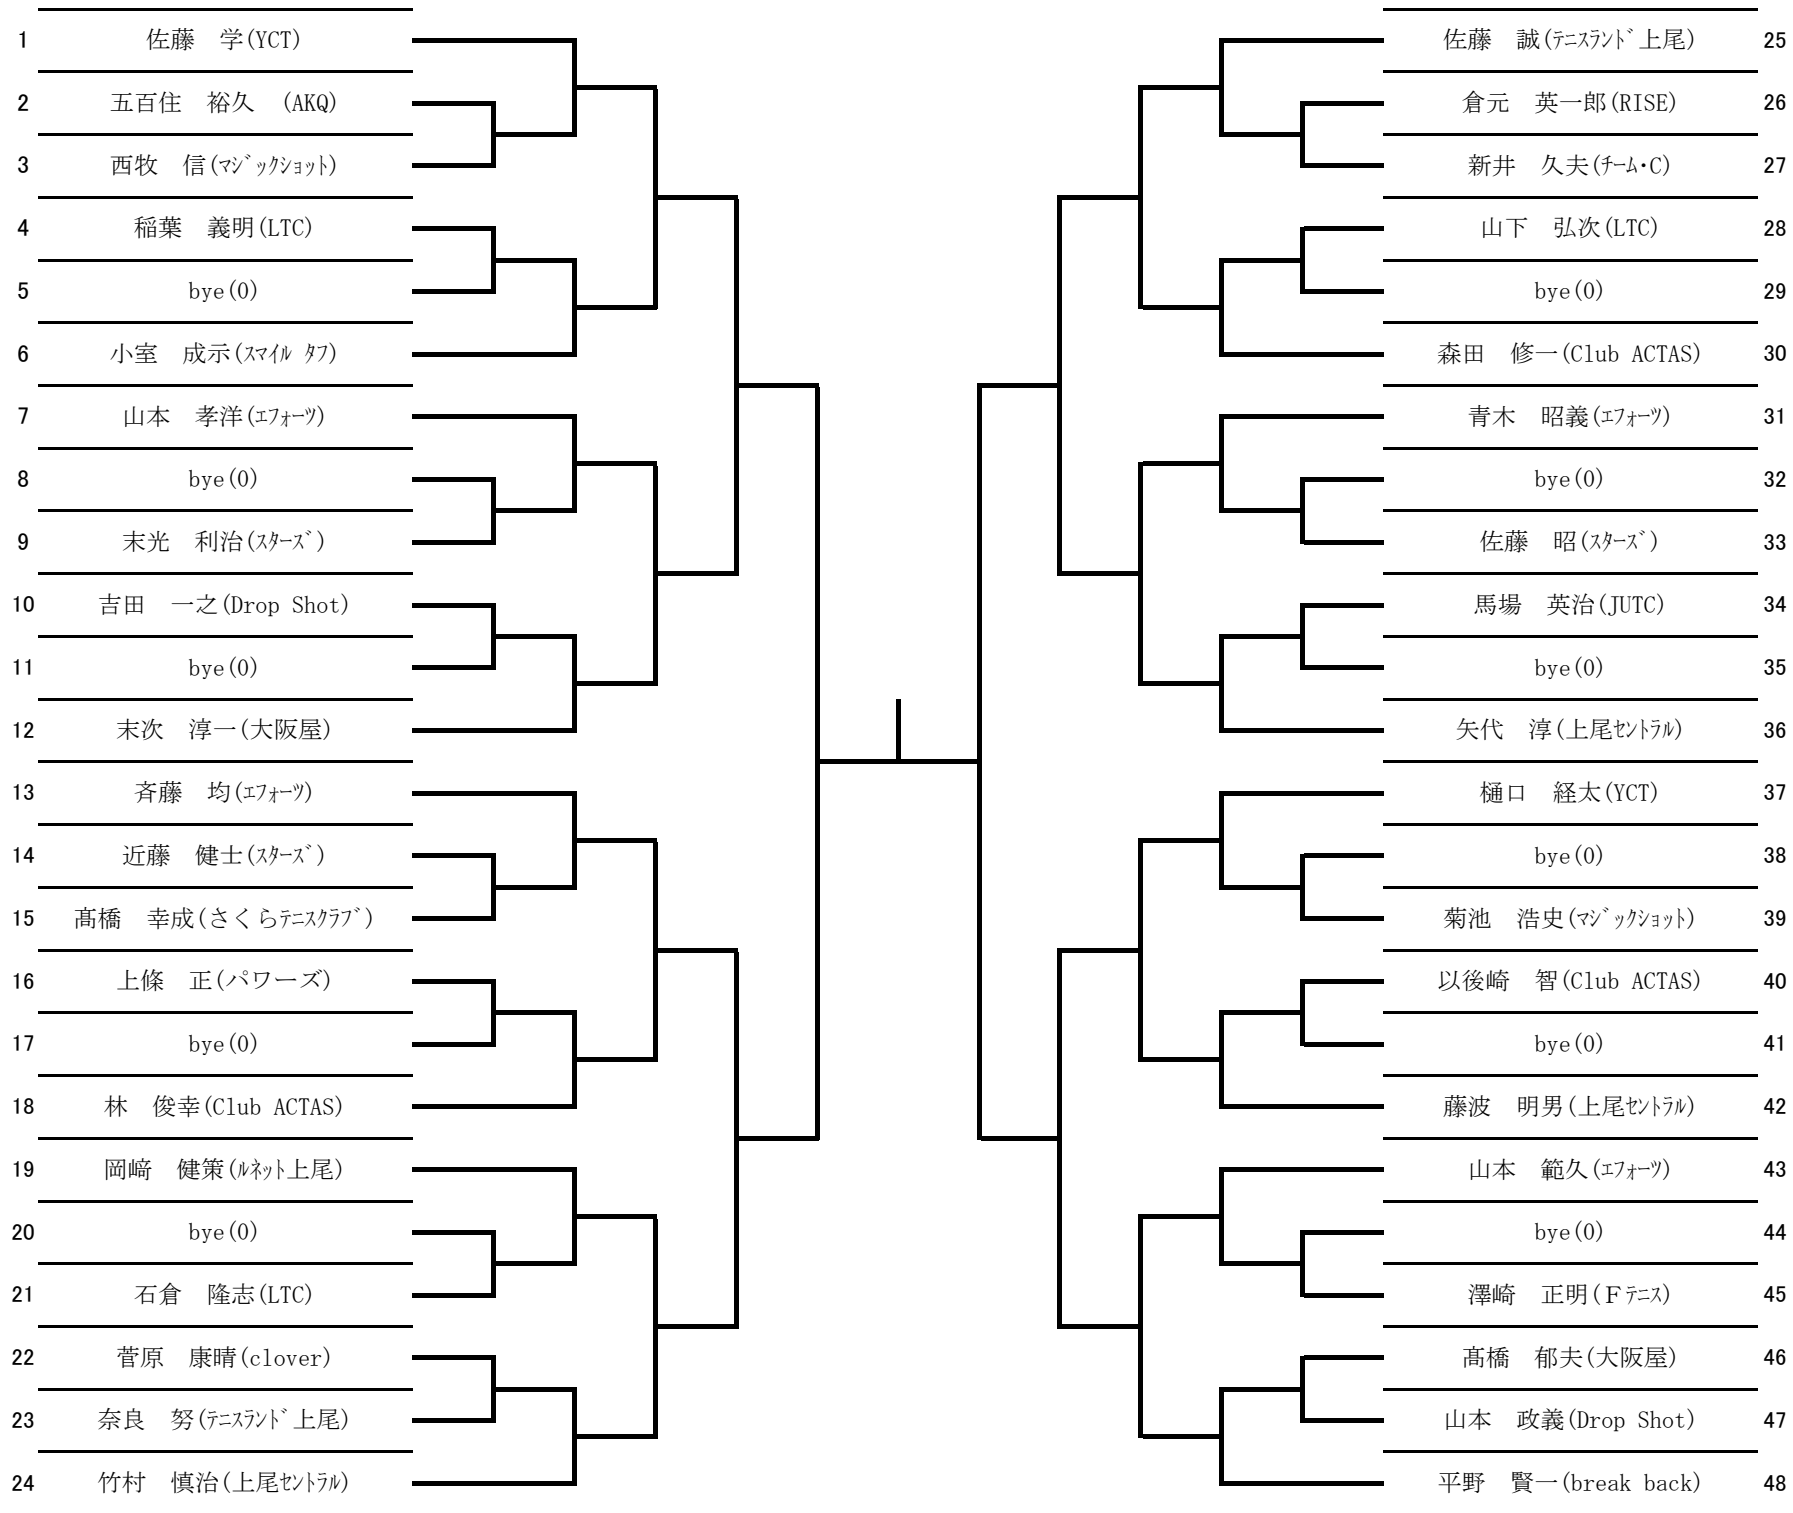 1 佐藤　学(YCT)
2 五百住　裕久　(AKQ)
3 西牧　信(ﾏｼﾞｯｸｼｮｯﾄ)
4 稲葉　義明(LTC)
5 bye(0)
6 小室　成示(ｽﾏｲﾙ ﾀﾌ)
7 山本　孝洋(ｴﾌｫｰﾂ)
8 bye(0)
9 末光　利治(ｽﾀｰｽﾞ)
10 吉田　一之(Drop Shot)
11 bye(0)
12 末次　淳一(大阪屋)
13 斉藤　均(ｴﾌｫｰﾂ)
14 近藤　健士(ｽﾀｰｽﾞ)
15 髙橋　幸成(さくらﾃﾆｽｸﾗﾌﾞ)
16 上條　正(パワーズ)
17 bye(0)
18 林　俊幸(Club ACTAS)
19 岡﨑　健策(ﾙﾈｯﾄ上尾)
20 bye(0)
21 石倉　隆志(LTC)
22 菅原　康晴(clover)
23 奈良　努(ﾃﾆｽﾗﾝﾄﾞ上尾)
24 竹村　慎治(上尾ｾﾝﾄﾗﾙ)
佐藤　誠(ﾃﾆｽﾗﾝﾄﾞ上尾) 25
倉元　英一郎(RISE) 26
新井　久夫(ﾁｰﾑ･C) 27
山下　弘次(LTC) 28
bye(0) 29
森田　修一(Club ACTAS) 30
青木　昭義(ｴﾌｫｰﾂ) 31
bye(0) 32
佐藤　昭(ｽﾀｰｽﾞ) 33
馬場　英治(JUTC) 34
bye(0) 35
矢代　淳(上尾ｾﾝﾄﾗﾙ) 36
樋口　経太(YCT) 37
bye(0) 38
菊池　浩史(ﾏｼﾞｯｸｼｮｯﾄ) 39
以後崎　智(Club ACTAS) 40
bye(0) 41
藤波　明男(上尾ｾﾝﾄﾗﾙ) 42
山本　範久(ｴﾌｫｰﾂ) 43
bye(0) 44
澤崎　正明(Ｆﾃﾆｽ) 45
髙橋　郁夫(大阪屋) 46
山本　政義(Drop Shot) 47
平野　賢一(break back) 48